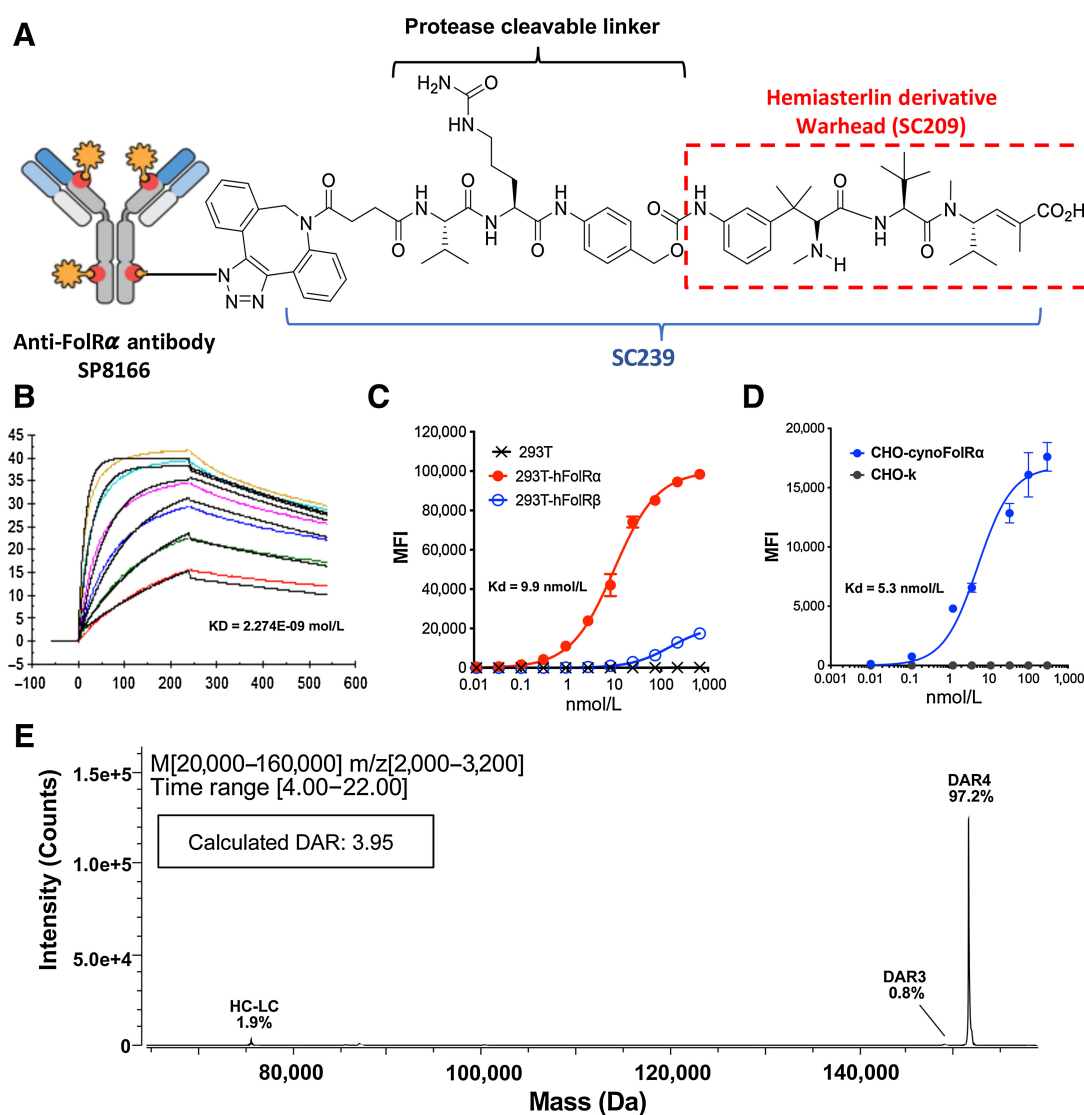 A
Protease cleavable linker
Hemiasterlin derivative
Warhead (SC209)
H₂N
O
HN
O
H
N
O
N
H
O
H
N
O
O
H
N
O
N
H
O
N
CO₂H
N
H
O
N
O
N
N=N
Anti-FolRα antibody
SP8166
SC239
B
45
40
35
30
25
20
15
10
5
0
−5
−100
0
100
200
300
400
500
600
KD = 2.274E-09 mol/L
C
120,000
100,000
80,000
60,000
40,000
20,000
0
MFI
293T
293T-hFolRα
293T-hFolRβ
Kd = 9.9 nmol/L
0.01
0.1
1
10
100
1,000
nmol/L
D
20,000
15,000
10,000
5,000
0
MFI
CHO-cynoFolRα
CHO-k
Kd = 5.3 nmol/L
0.001
0.01
0.1
1
10
100
1,000
nmol/L
E
M[20,000−160,000] m/z[2,000−3,200]
Time range [4.00−22.00]
Calculated DAR: 3.95
Intensity (Counts)
1.5e+5
1.0e+5
5.0e+4
0
HC-LC
1.9%
DAR3
0.8%
DAR4
97.2%
80,000
100,000
120,000
140,000
Mass (Da)